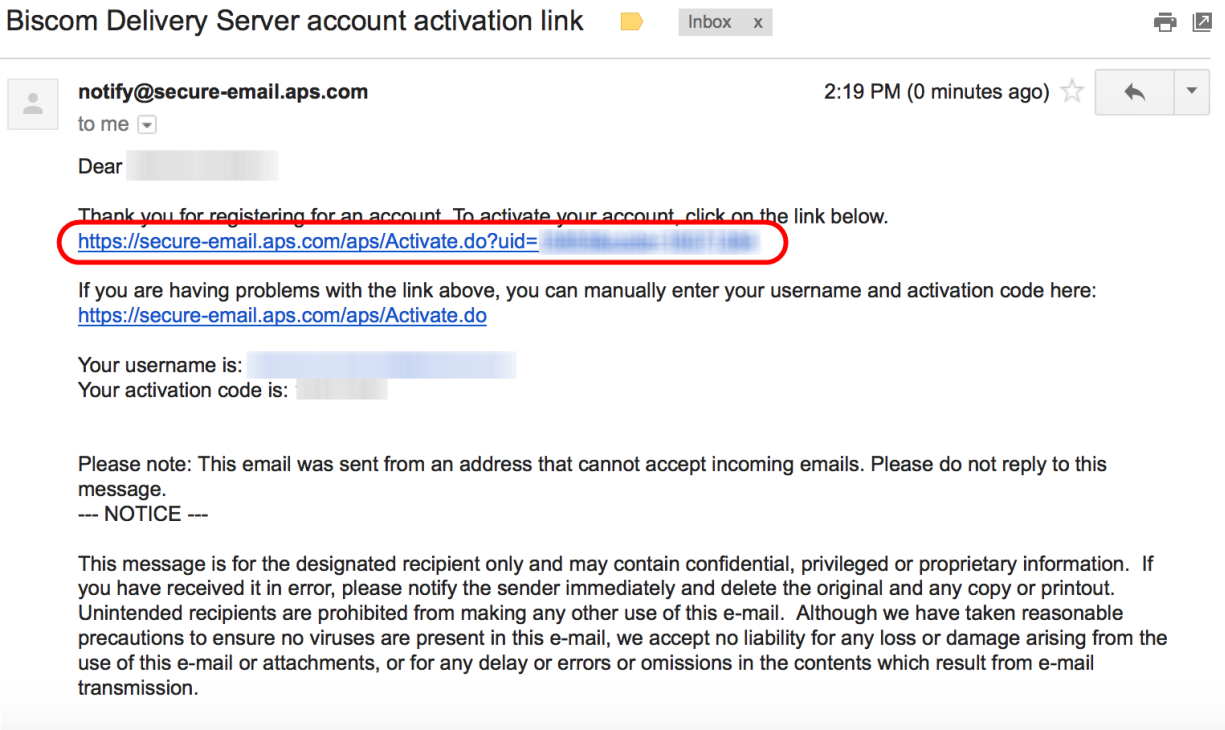 Biscom Delivery Server account activation link
Inbox x
notify@secure-email.aps.com
2:19 PM (0 minutes ago)
to me
Dear
Thank you for registering for an account. To activate your account, click on the link below.
https://secure-email.aps.com/aps/Activate.do?uid=
If you are having problems with the link above, you can manually enter your username and activation code here:
https://secure-email.aps.com/aps/Activate.do
Your username is:
Your activation code is:
Please note: This email was sent from an address that cannot accept incoming emails. Please do not reply to this
message.
--- NOTICE ---
This message is for the designated recipient only and may contain confidential, privileged or proprietary information.  If
you have received it in error, please notify the sender immediately and delete the original and any copy or printout.
Unintended recipients are prohibited from making any other use of this e-mail.  Although we have taken reasonable
precautions to ensure no viruses are present in this e-mail, we accept no liability for any loss or damage arising from the
use of this e-mail or attachments, or for any delay or errors or omissions in the contents which result from e-mail
transmission.